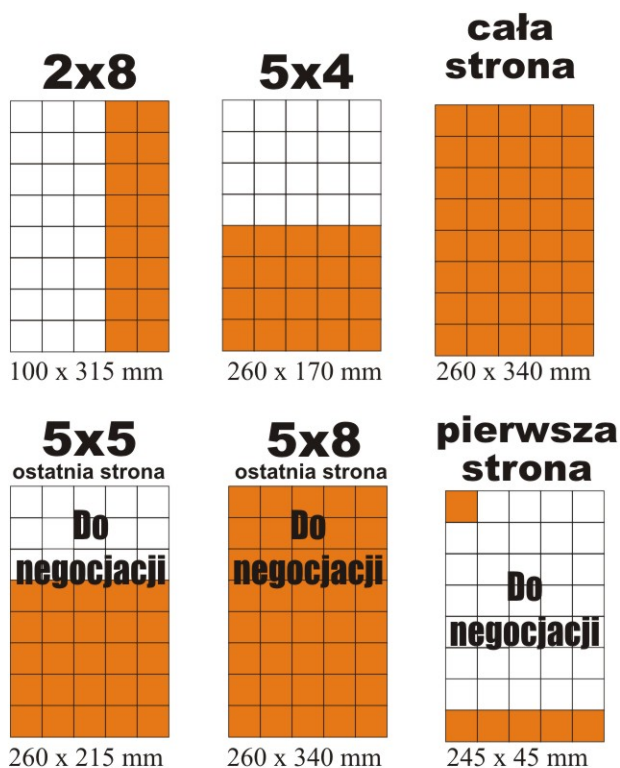 2x8
100 x 315 mm
5x4
260 x 170 mm
cała
strona
260 x 340 mm
5x5
ostatnia strona
Do
negocjacji
260 x 215 mm
5x8
ostatnia strona
Do
negocjacji
260 x 340 mm
pierwsza
strona
Do
negocjacji
245 x 45 mm